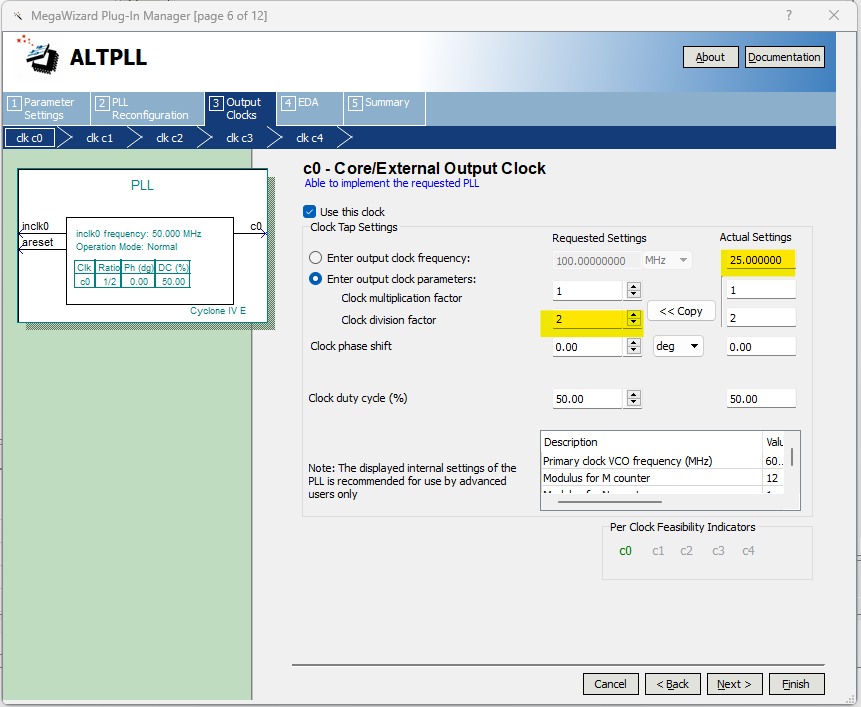 MegaWizard Plug-In Manager [page 6 of 12]
?
ALTPLL
About
Documentation
1 Parameter Settings
2 PLL Reconfiguration
3 Output Clocks
4 EDA
5 Summary
clk c0
clk c1
clk c2
clk c3
clk c4
PLL
inclk0
areset
c0
inclk0 frequency: 50.000 MHz
Operation Mode: Normal
Clk Ratio Ph (dg) DC (%)
c0 1/2 0.00 50.00
Cyclone IV E
c0 - Core/External Output Clock
Able to implement the requested PLL
Use this clock
Clock Tap Settings
Requested Settings
Actual Settings
Enter output clock frequency:
100.00000000
MHz
25.000000
Enter output clock parameters:
Clock multiplication factor
1
1
<< Copy
Clock division factor
2
2
Clock phase shift
0.00
deg
0.00
Clock duty cycle (%)
50.00
50.00
Note: The displayed internal settings of the
PLL is recommended for use by advanced
users only
Description
Primary clock VCO frequency (MHz)
60...
Modulus for M counter
12
Per Clock Feasibility Indicators
c0 c1 c2 c3 c4
Cancel
< Back
Next >
Finish